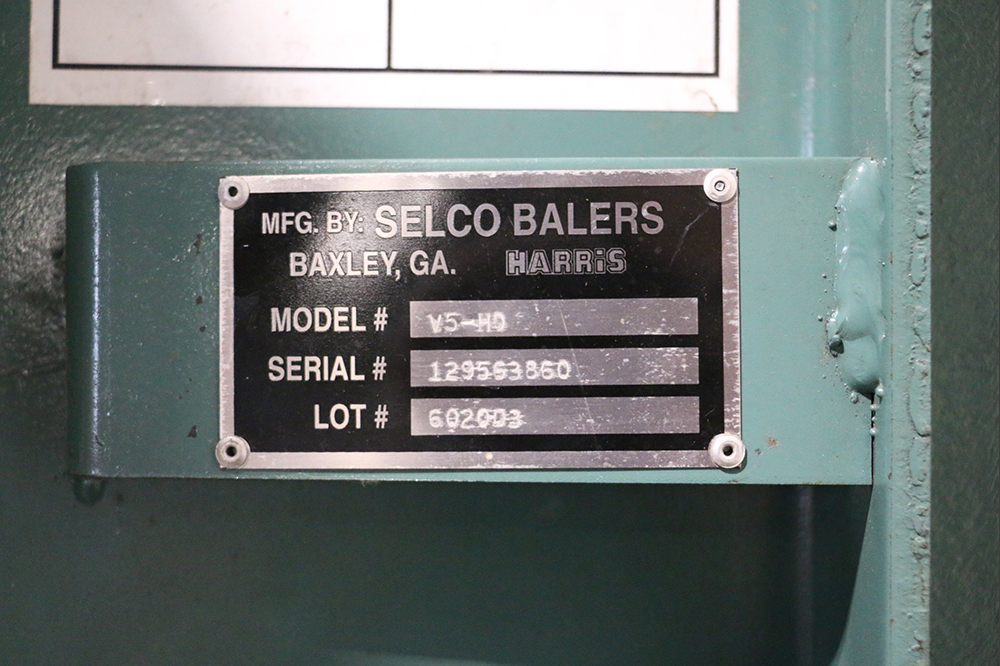 MFG. BY: SELCO BALERS
BAXLEY, GA. HARRiS
MODEL # V5-HD
SERIAL # 129563860
LOT # 602003